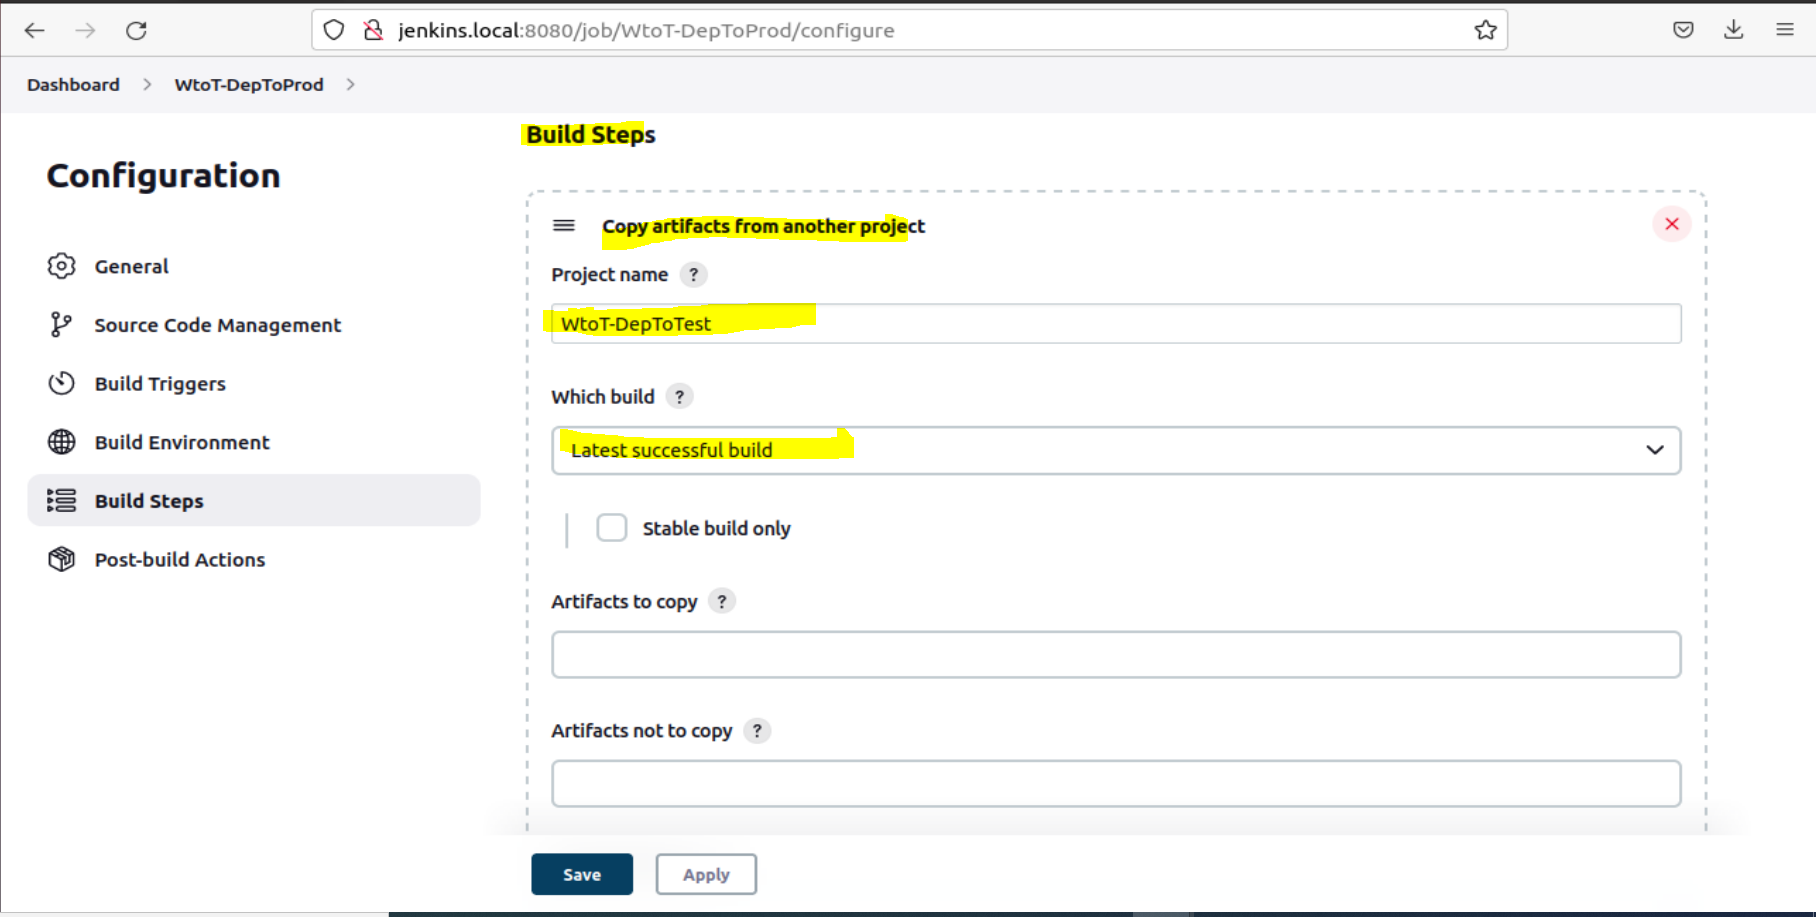 jenkins.local:8080/job/WtoT-DepToProd/configure
Dashboard > WtoT-DepToProd >
Configuration
General
Source Code Management
Build Triggers
Build Environment
Build Steps
Post-build Actions
Build Steps
Copy artifacts from another project
Project name ?
WtoT-DepToTest
Which build ?
Latest successful build
Stable build only
Artifacts to copy ?
Artifacts not to copy ?
Save Apply